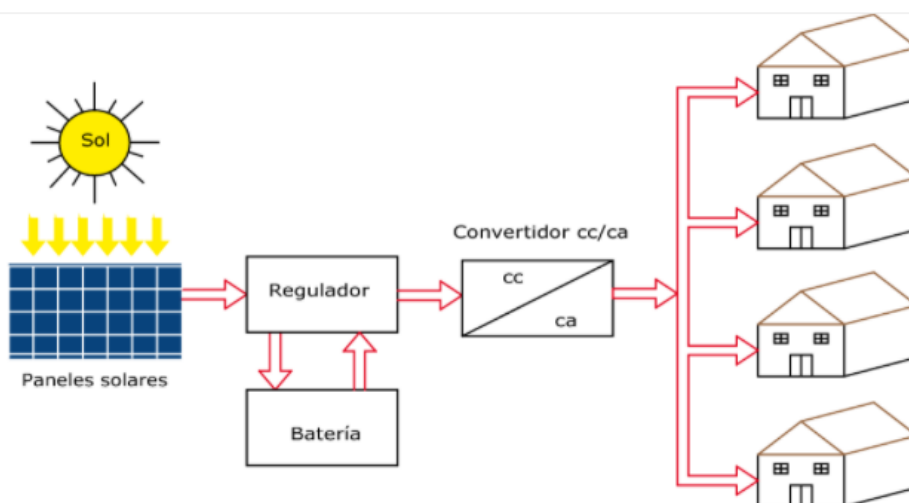 Sol
Convertidor cc/ca
Regulador
cc
ca
Paneles solares
Batería